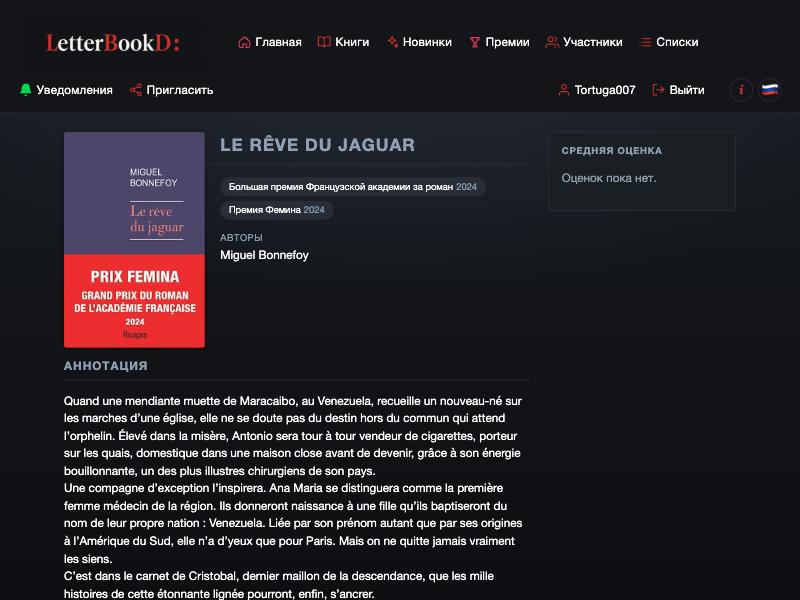 LetterBookD:
Главная
Книги
Новинки
Премии
Участники
Списки
Уведомления
Пригласить
Tortuga007
Выйти
i
MIGUEL
BONNEFOY
Le rêve
du jaguar
PRIX FEMINA
GRAND PRIX DU ROMAN
DE L'ACADÉMIE FRANÇAISE
2024
Rivages
LE RÊVE DU JAGUAR
Большая премия Французской академии за роман 2024
Премия Фемина 2024
АВТОРЫ
Miguel Bonnefoy
СРЕДНЯЯ ОЦЕНКА
Оценок пока нет.
АННОТАЦИЯ
Quand une mendiante muette de Maracaibo, au Venezuela, recueille un nouveau-né sur
les marches d’une église, elle ne se doute pas du destin hors du commun qui attend
l’orphelin. Élevé dans la misère, Antonio sera tour à tour vendeur de cigarettes, porteur
sur les quais, domestique dans une maison close avant de devenir, grâce à son énergie
bouillonnante, un des plus illustres chirurgiens de son pays.
Une compagne d’exception l’inspirera. Ana Maria se distinguera comme la première
femme médecin de la région. Ils donneront naissance à une fille qu’ils baptiseront du
nom de leur propre nation : Venezuela. Liée par son prénom autant que par ses origines
à l’Amérique du Sud, elle n’a d’yeux que pour Paris. Mais on ne quitte jamais vraiment
les siens.
C’est dans le carnet de Cristobal, dernier maillon de la descendance, que les mille
histoires de cette étonnante lignée pourront, enfin, s’ancrer.